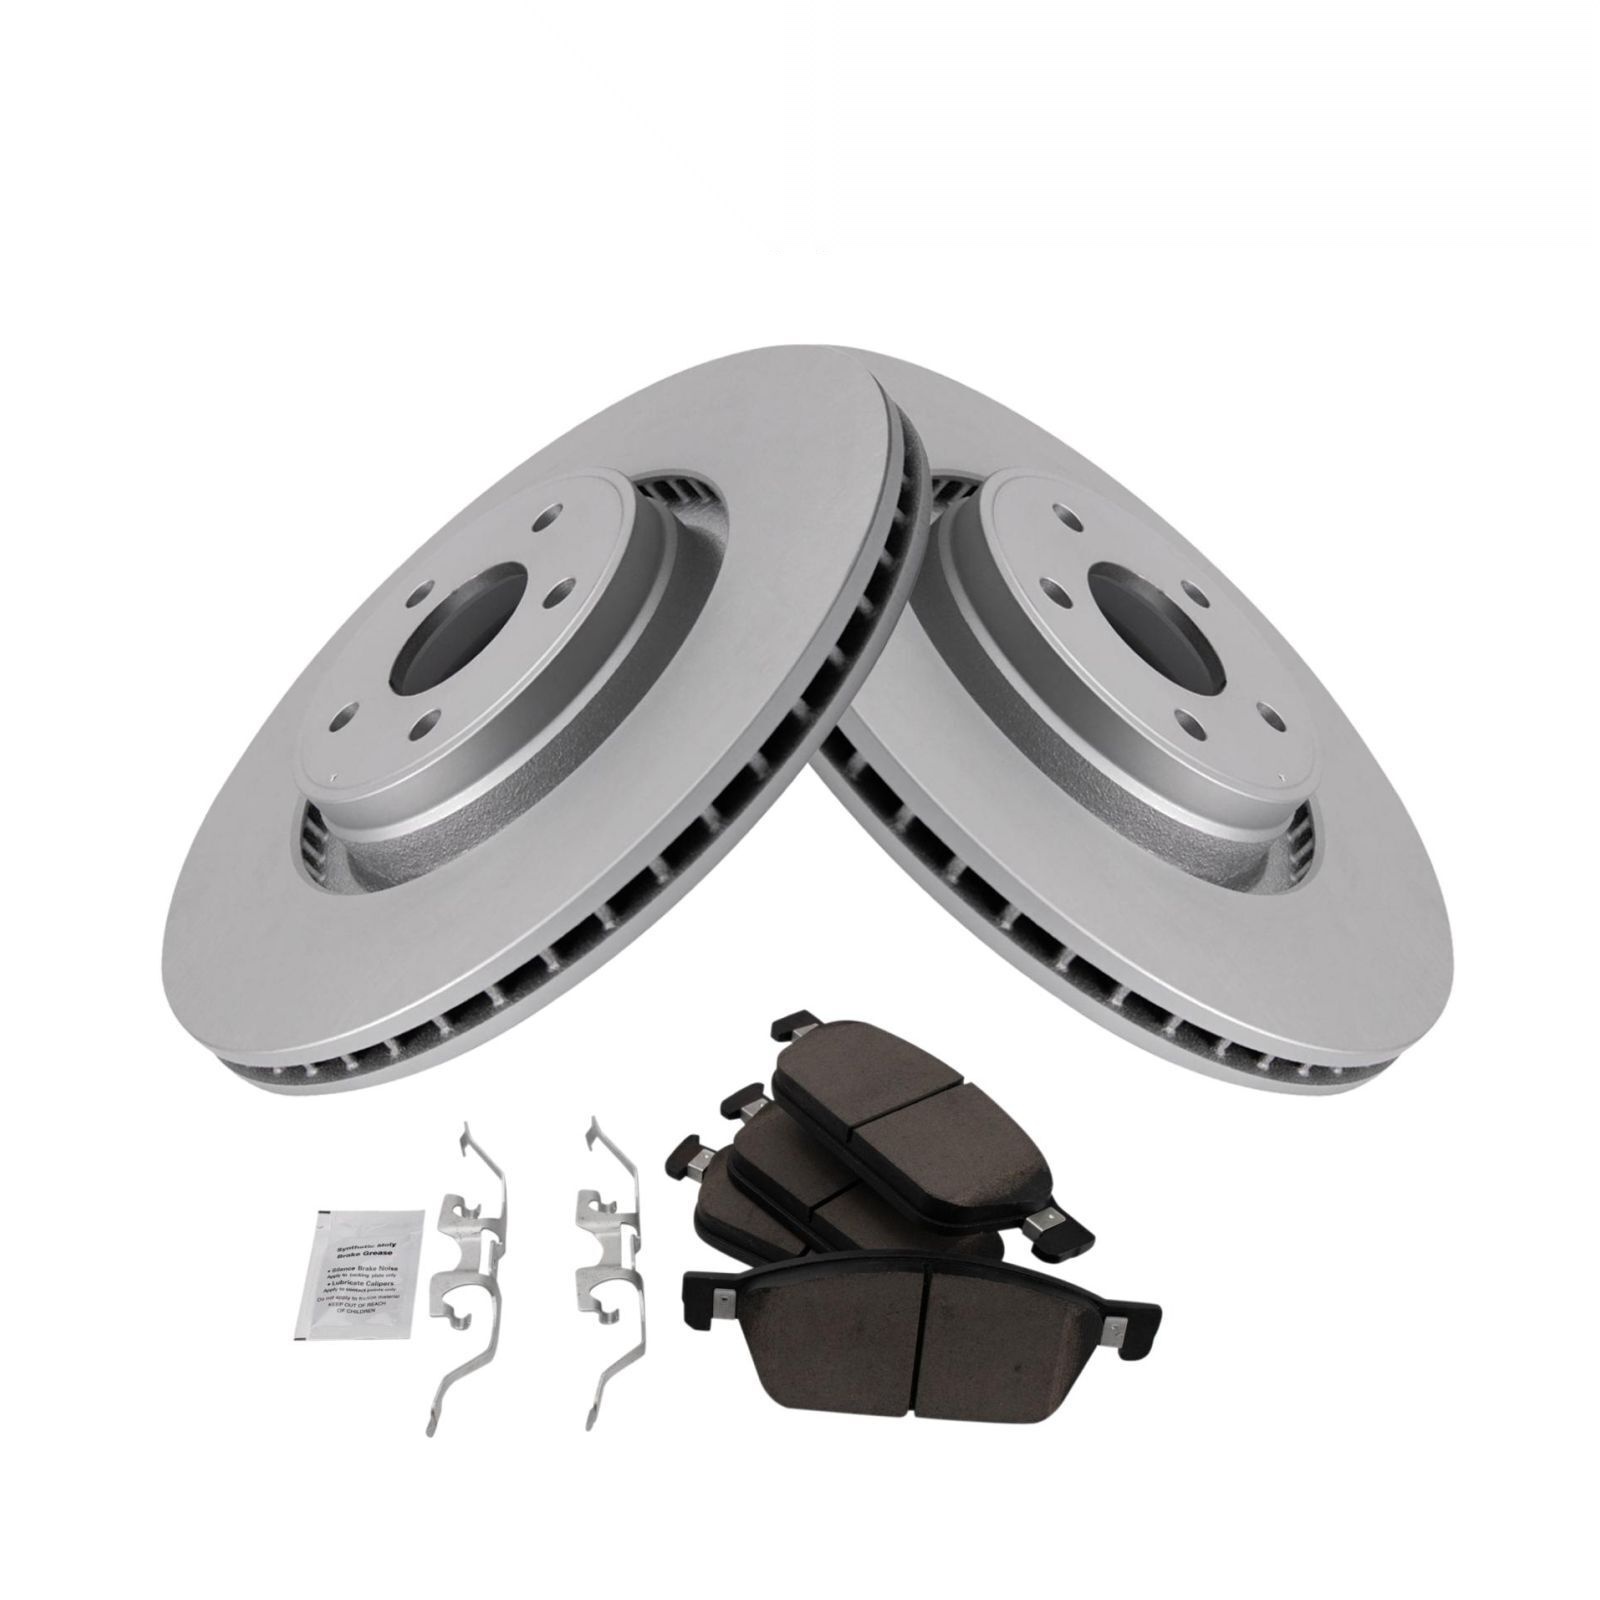 Synthetic Moly
Brake Grease
• Silence Brake Noise
Apply to backing plate only
• Lubricate Calipers
Apply to contact points only
Do not apply to friction material
KEEP OUT OF REACH
OF CHILDREN